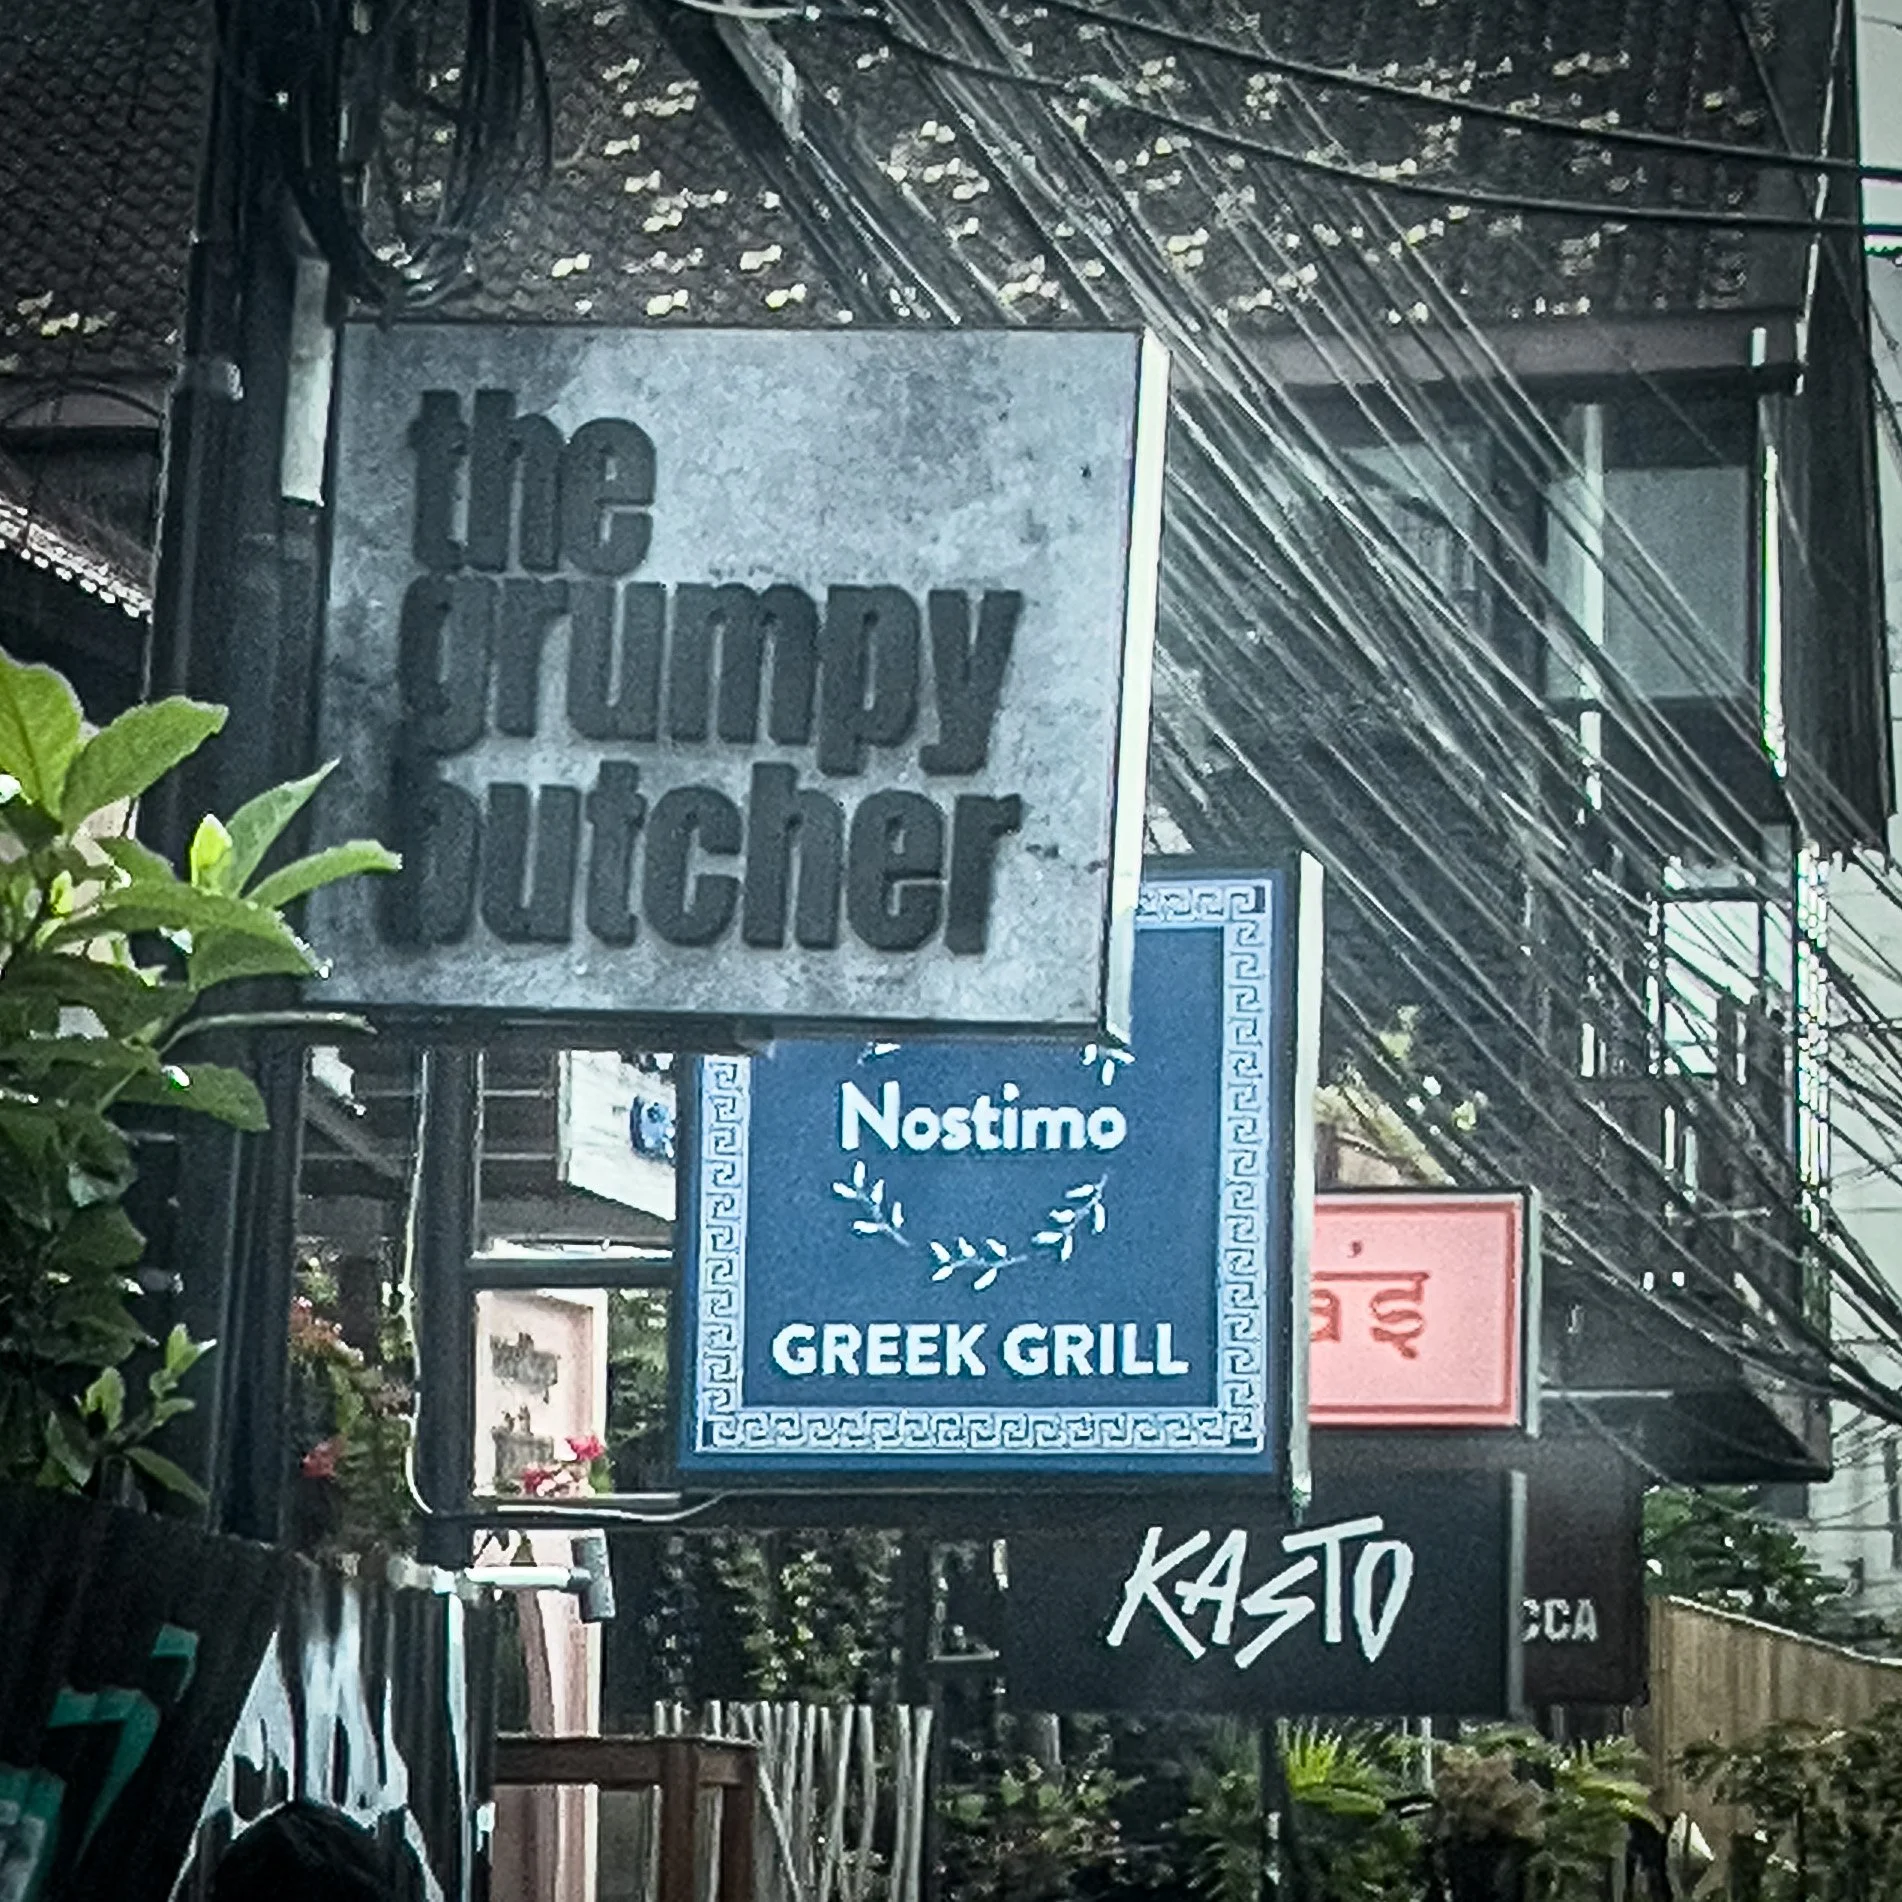 the
grumpy
butcher
Nostimo
GREEK GRILL
KASTO
CCA